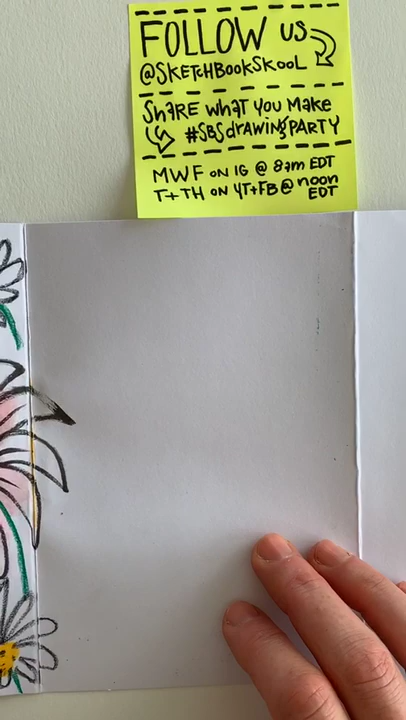 FOLLOW US
@SKETCHBOOKSKOOL
SHARE WHAT YOU MAKE
#SBSdRAWINGPARTY
MWF ON IG @ 8am EDT
T+TH ON YT+FB @ noon
EDT